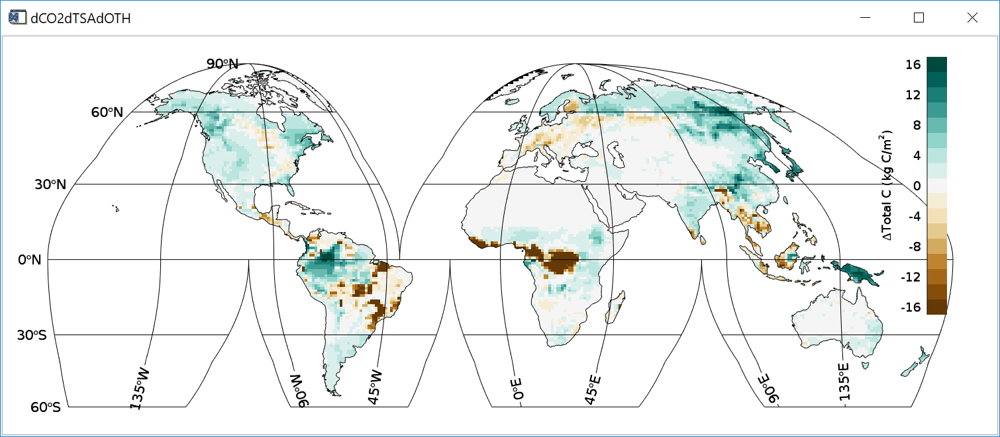 dCO2dTSAdOTH
90°N
60°N
30°N
0°N
30°S
60°S
135°W
90°W
45°W
0°E
45°E
90°E
135°E
16
12
8
4
0
-4
-8
-12
-16
ΔTotal C (kg C/m²)